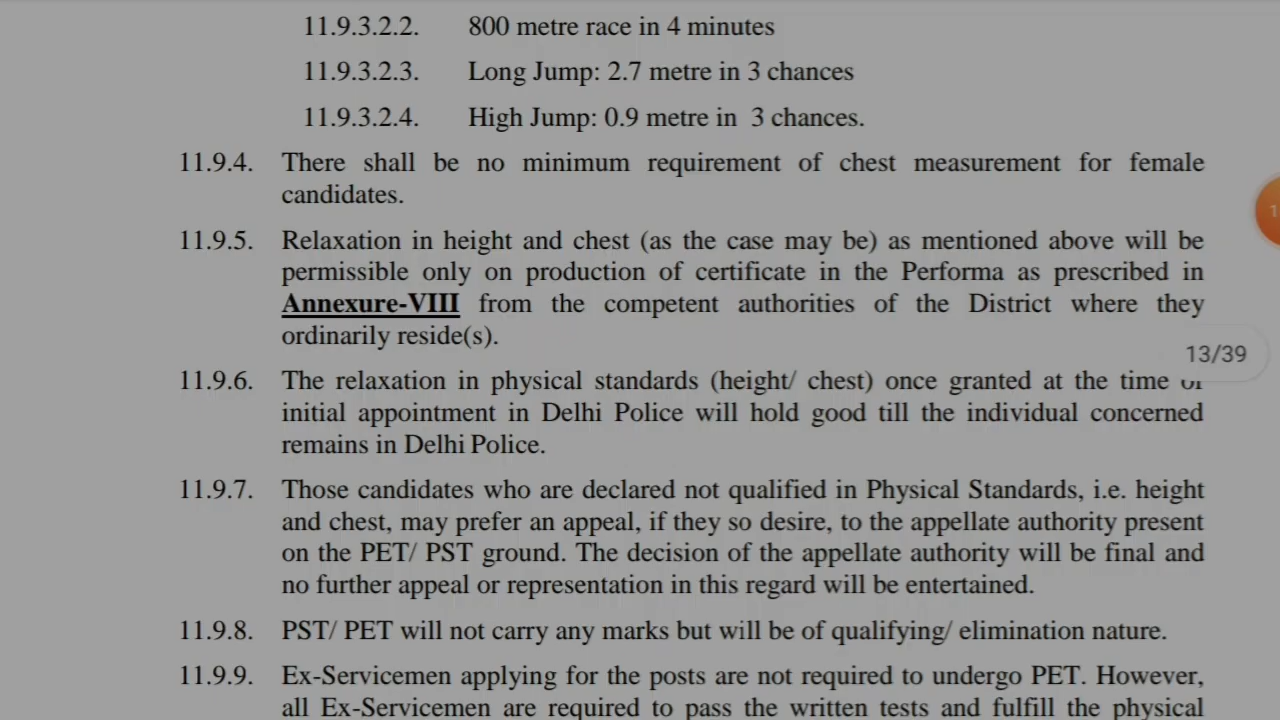 11.9.3.2.2. 800 metre race in 4 minutes
11.9.3.2.3. Long Jump: 2.7 metre in 3 chances
11.9.3.2.4. High Jump: 0.9 metre in 3 chances.
11.9.4. There shall be no minimum requirement of chest measurement for female
candidates.
11.9.5. Relaxation in height and chest (as the case may be) as mentioned above will be
permissible only on production of certificate in the Performa as prescribed in
Annexure-VIII from the competent authorities of the District where they
ordinarily reside(s).
13/39
11.9.6. The relaxation in physical standards (height/ chest) once granted at the time of
initial appointment in Delhi Police will hold good till the individual concerned
remains in Delhi Police.
11.9.7. Those candidates who are declared not qualified in Physical Standards, i.e. height
and chest, may prefer an appeal, if they so desire, to the appellate authority present
on the PET/ PST ground. The decision of the appellate authority will be final and
no further appeal or representation in this regard will be entertained.
11.9.8. PST/ PET will not carry any marks but will be of qualifying/ elimination nature.
11.9.9. Ex-Servicemen applying for the posts are not required to undergo PET. However,
all Ex-Servicemen are required to pass the written tests and fulfill the physical